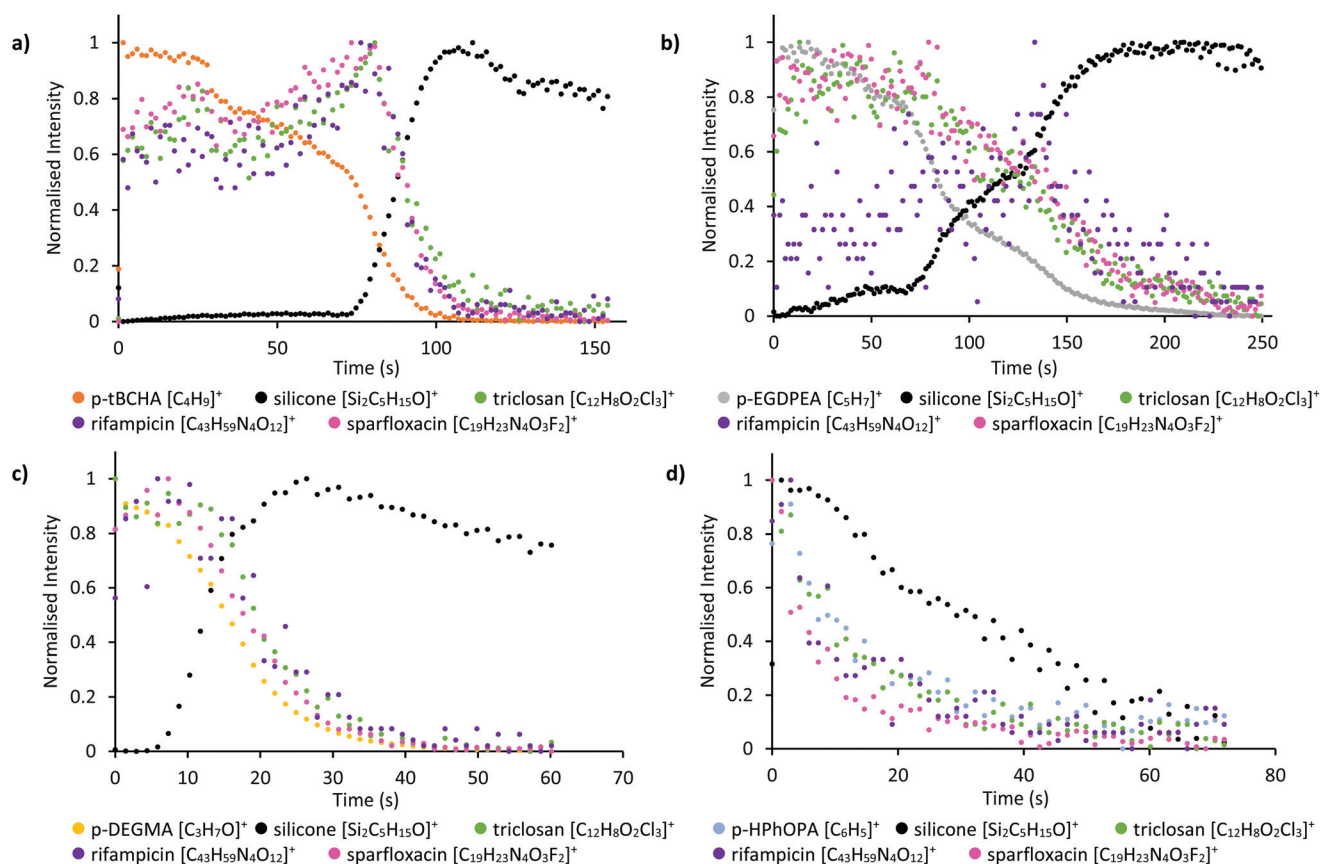 a)
Normalised Intensity
1
0.8
0.6
0.4
0.2
0
0 50 100 150
Time (s)
p-tBCHA [C₄H₉]⁺ silicone [Si₂C₅H₁₅O]⁺ triclosan [C₁₂H₈O₂Cl₃]⁺
rifampicin [C₄₃H₅₉N₄O₁₂]⁺ sparfloxacin [C₁₉H₂₃N₄O₃F₂]⁺
b)
Normalised Intensity
1
0.8
0.6
0.4
0.2
0
0 50 100 150 200 250
Time (s)
p-EGDPEA [C₅H₇]⁺ silicone [Si₂C₅H₁₅O]⁺ triclosan [C₁₂H₈O₂Cl₃]⁺
rifampicin [C₄₃H₅₉N₄O₁₂]⁺ sparfloxacin [C₁₉H₂₃N₄O₃F₂]⁺
c)
Normalised Intensity
1
0.8
0.6
0.4
0.2
0
0 10 20 30 40 50 60 70
Time (s)
p-DEGMA [C₃H₇O]⁺ silicone [Si₂C₅H₁₅O]⁺ triclosan [C₁₂H₈O₂Cl₃]⁺
rifampicin [C₄₃H₅₉N₄O₁₂]⁺ sparfloxacin [C₁₉H₂₃N₄O₃F₂]⁺
d)
Normalised Intensity
1
0.8
0.6
0.4
0.2
0
0 20 40 60 80
Time (s)
p-HPhOPA [C₆H₅]⁺ silicone [Si₂C₅H₁₅O]⁺ triclosan [C₁₂H₈O₂Cl₃]⁺
rifampicin [C₄₃H₅₉N₄O₁₂]⁺ sparfloxacin [C₁₉H₂₃N₄O₃F₂]⁺